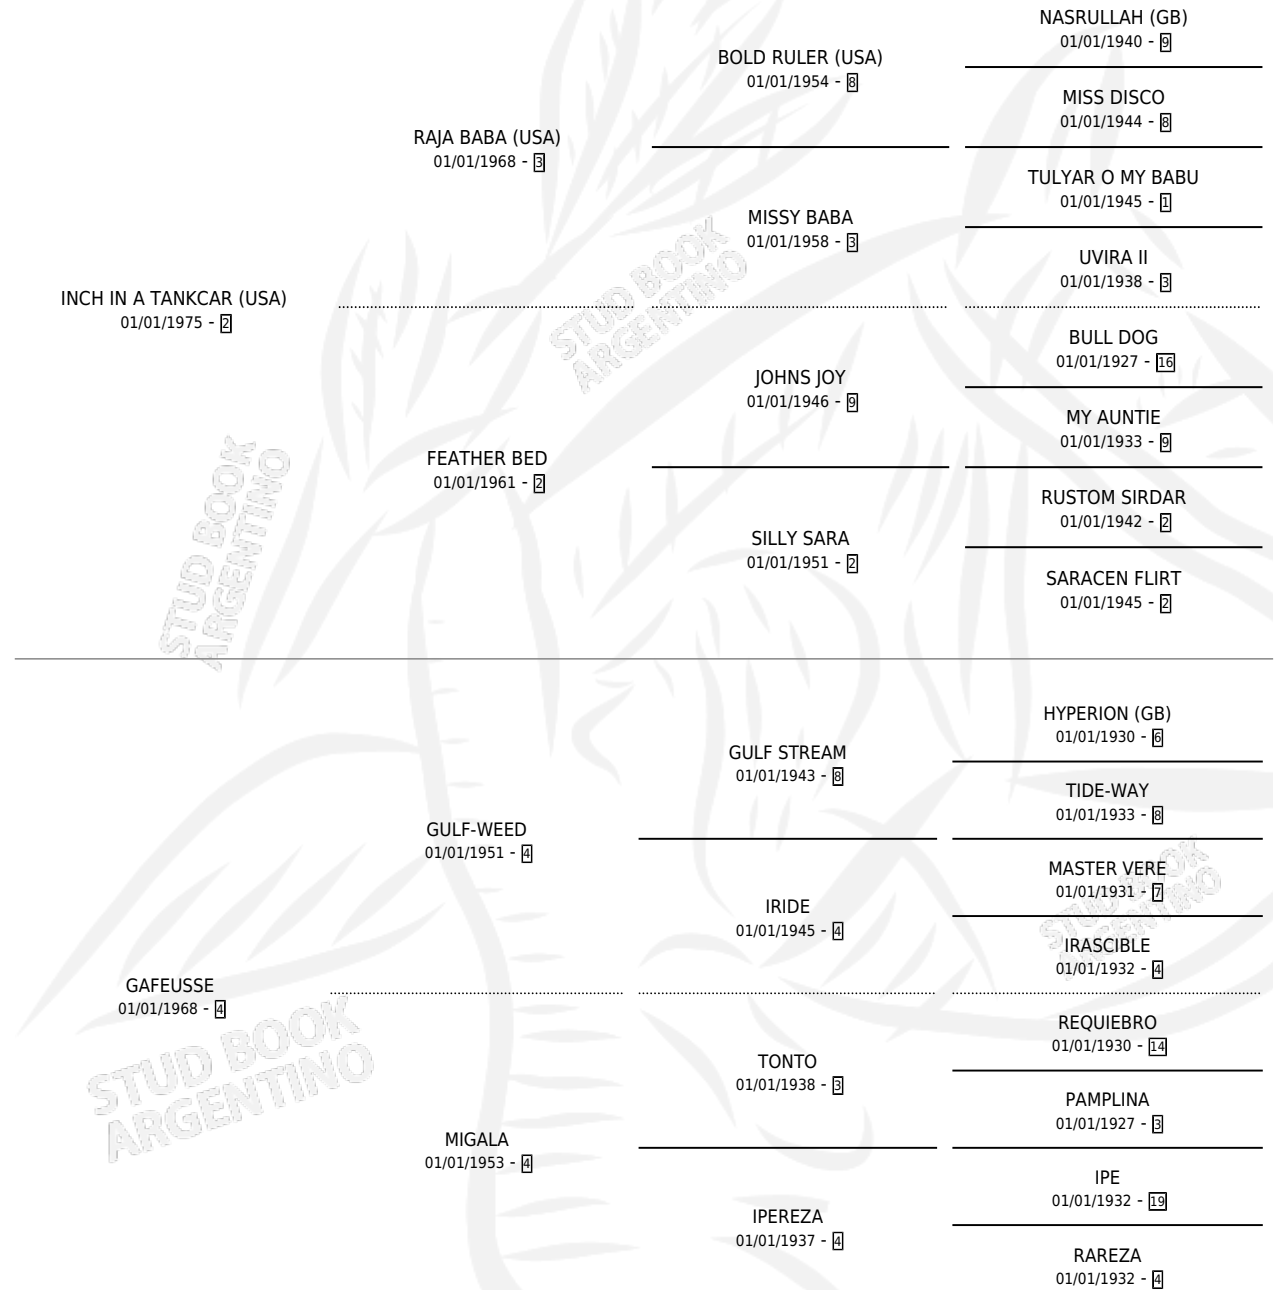 NASRULLAH (GB)
01/01/1940 - 9
BOLD RULER (USA)
01/01/1954 - 8
MISS DISCO
01/01/1944 - 8
RAJA BABA (USA)
01/01/1968 - 3
TULYAR O MY BABU
01/01/1945 - 1
MISSY BABA
01/01/1958 - 3
UVIRA II
01/01/1938 - 3
INCH IN A TANKCAR (USA)
01/01/1975 - 2
BULL DOG
01/01/1927 - 16
JOHNS JOY
01/01/1946 - 9
MY AUNTIE
01/01/1933 - 9
FEATHER BED
01/01/1961 - 2
RUSTOM SIRDAR
01/01/1942 - 2
SILLY SARA
01/01/1951 - 2
SARACEN FLIRT
01/01/1945 - 2
HYPERION (GB)
01/01/1930 - 6
GULF STREAM
01/01/1943 - 8
TIDE-WAY
01/01/1933 - 8
GULF-WEED
01/01/1951 - 4
MASTER VERE
01/01/1931 - 7
IRIDE
01/01/1945 - 4
IRASCIBLE
01/01/1932 - 4
GAFEUSSE
01/01/1968 - 4
REQUIEBRO
01/01/1930 - 14
TONTO
01/01/1938 - 3
PAMPLINA
01/01/1927 - 3
MIGALA
01/01/1953 - 4
IPE
01/01/1932 - 19
IPEREZA
01/01/1937 - 4
RAREZA
01/01/1932 - 4
STUD BOOK
ARGENTINO
STUD BOOK
ARGENTINO
STUD BOOK
ARGENTINO
STUD BOOK
ARGENTINO